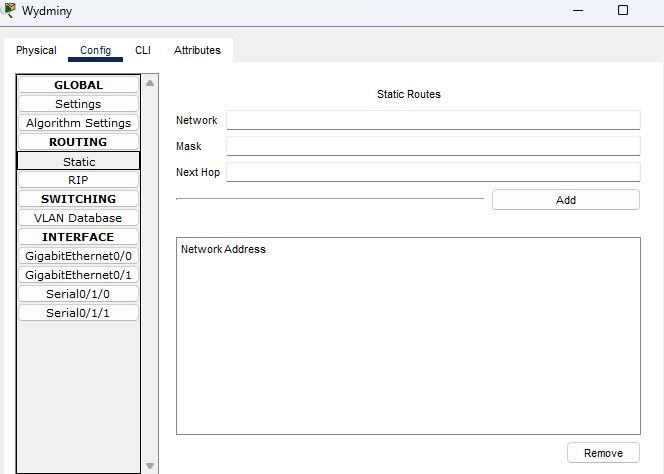 Wydminy
Physical Config CLI Attributes
GLOBAL
Settings
Algorithm Settings
ROUTING
Static
RIP
SWITCHING
VLAN Database
INTERFACE
GigabitEthernet0/0
GigabitEthernet0/1
Serial0/1/0
Serial0/1/1
Static Routes
Network
Mask
Next Hop
Add
Network Address
Remove